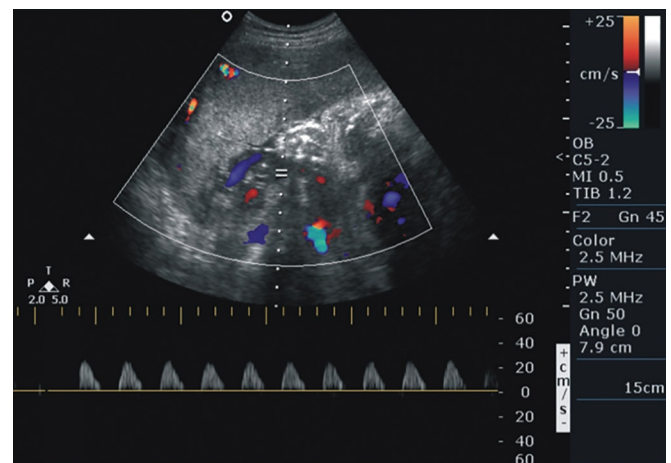 +25
cm/s
-25
OB
C5-2
MI 0.5
TIB 1.2
F2 Gn 45
Color
2.5 MHz
PW
2.5 MHz
Gn 50
Angle 0
7.9 cm
15cm
T
P R
2.0 5.0
60
40
20
0
-20
-40
60
+cm/s-